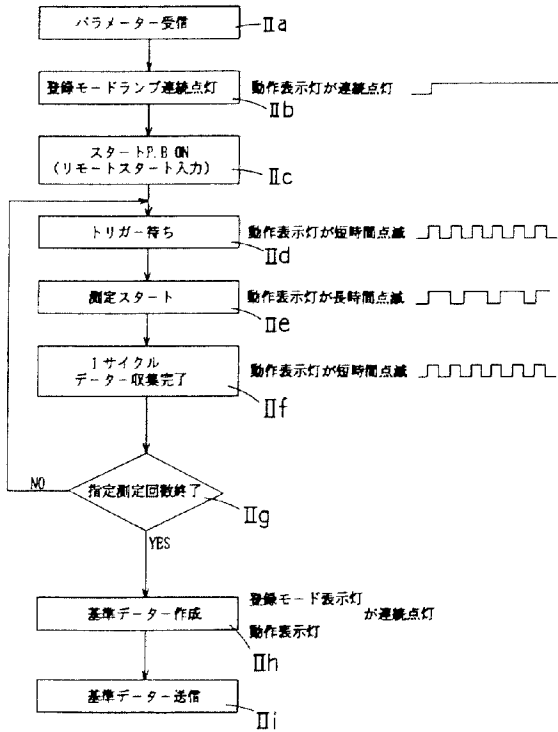 パラメーター受信
IIa
登録モードランプ連続点灯
動作表示灯が連続点灯
IIb
スタートP.B ON
(リモートスタート入力)
IIc
トリガー待ち
動作表示灯が短時間点滅
IId
測定スタート
動作表示灯が長時間点滅
IIe
1サイクル
データー収集完了
動作表示灯が短時間点滅
IIf
NO
指定測定回数終了
IIg
YES
基準データー作成
登録モード表示灯
が連続点灯
動作表示灯
IIh
基準データー送信
IIi